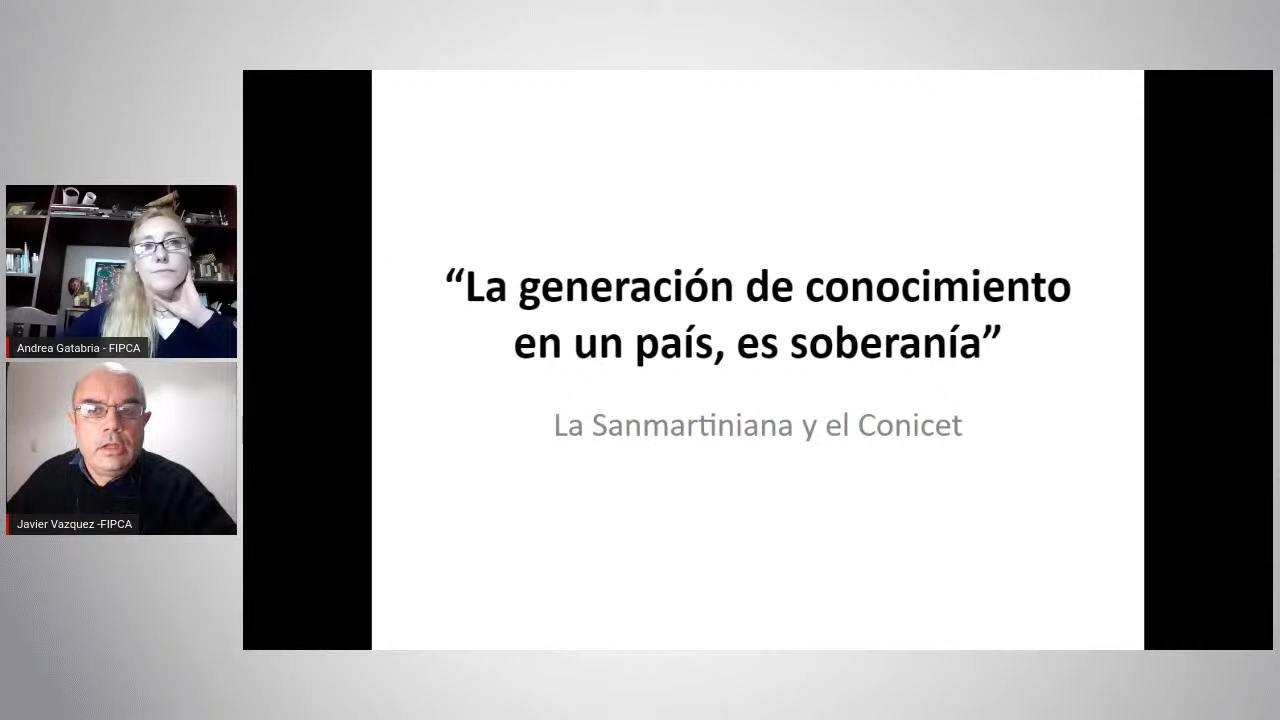 Andrea Gatabria - FIPCA
Javier Vazquez -FIPCA
“La generación de conocimiento
en un país, es soberanía”
La Sanmartiniana y el Conicet